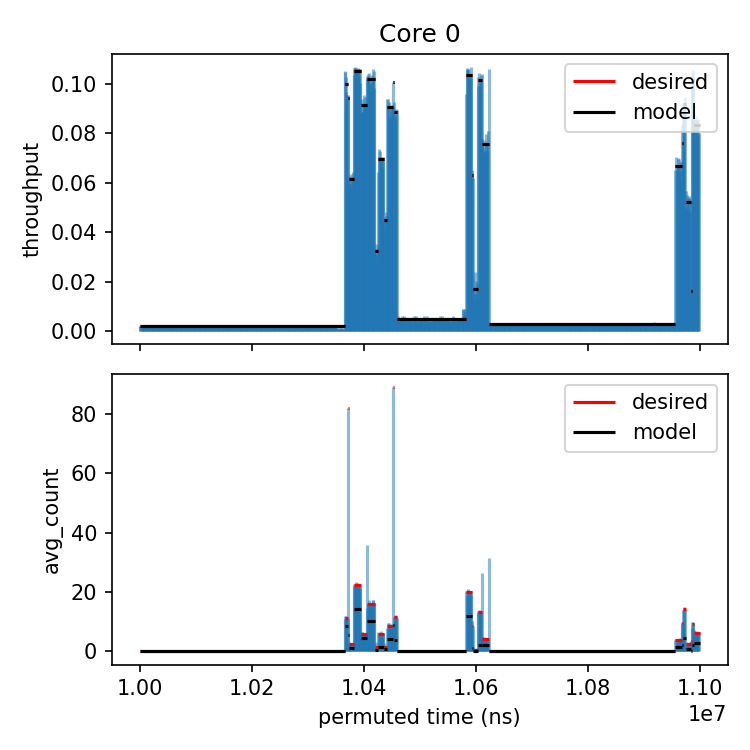 Core 0
throughput
0.10
0.08
0.06
0.04
0.02
0.00
desired
model
avg_count
80
60
40
20
0
desired
model
1.00 1.02 1.04 1.06 1.08 1.10
1e7
permuted time (ns)